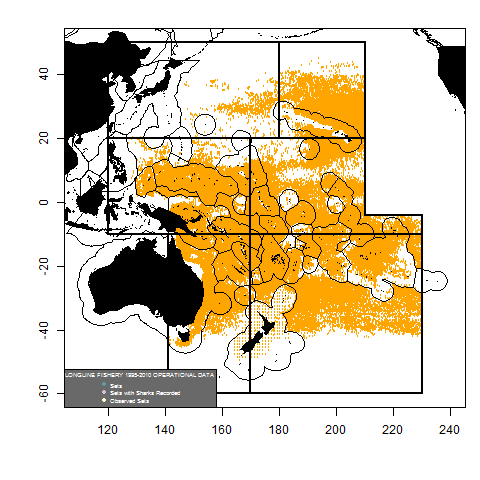 40
20
0
-20
-40
-60
LONGLINE FISHERY 1995-2010 OPERATIONAL DATA
Sets
Sets with Sharks Recorded
Observed Sets
120 140 160 180 200 220 240